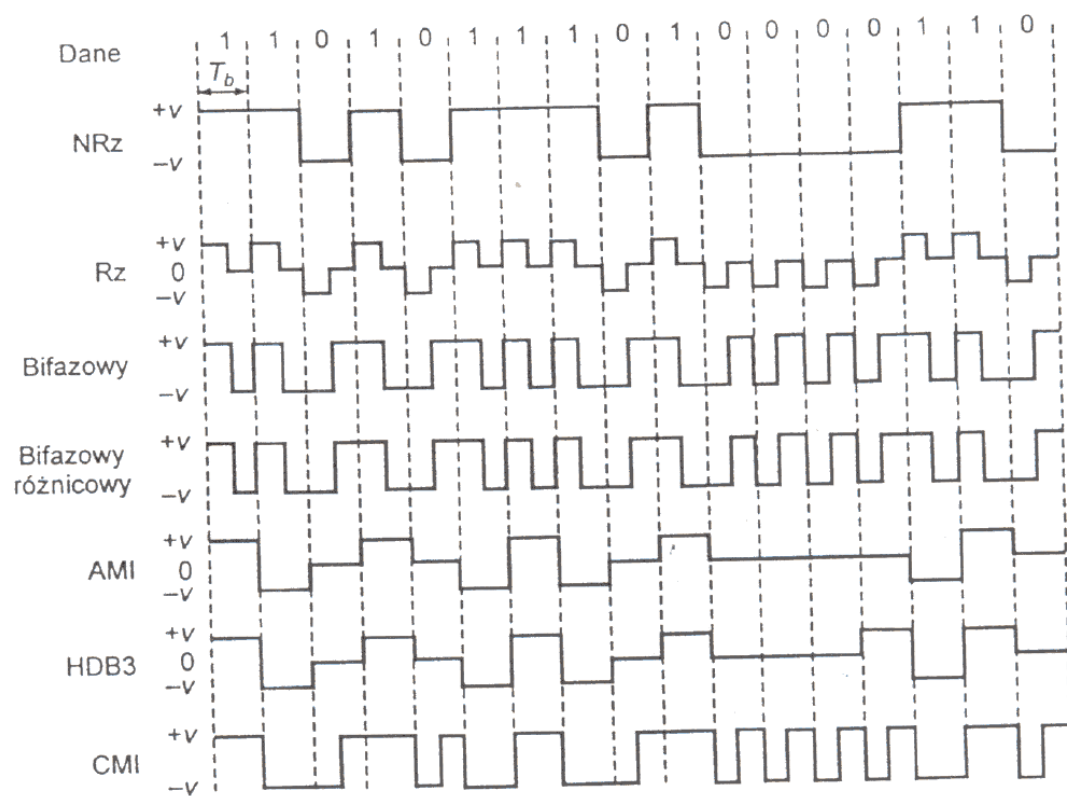 Dane 1 1 0 1 0 1 1 1 0 1 0 0 0 0 1 1 0
T_b
+v
NRz
–v
+v
Rz 0
–v
+v
Bifazowy
–v
+v
Bifazowy
różnicowy
–v
+v
AMI 0
–v
+v
HDB3 0
–v
+v
CMI
–v